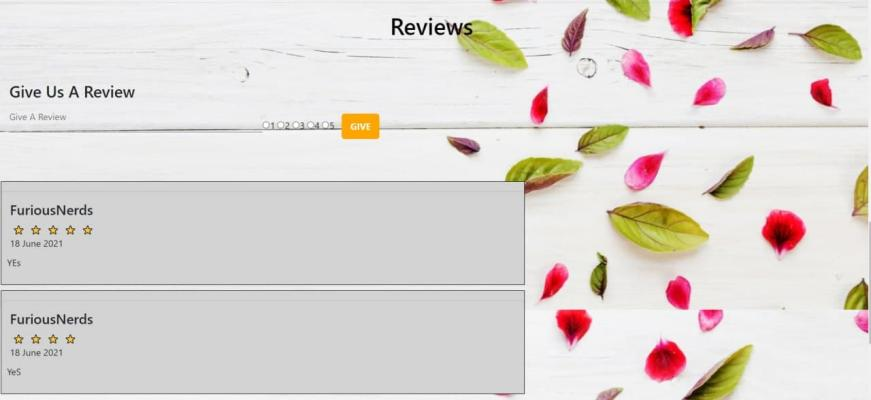 Reviews
Give Us A Review
Give A Review
1 2 3 4 5 GIVE
FuriousNerds
18 June 2021
YEs
FuriousNerds
18 June 2021
YeS